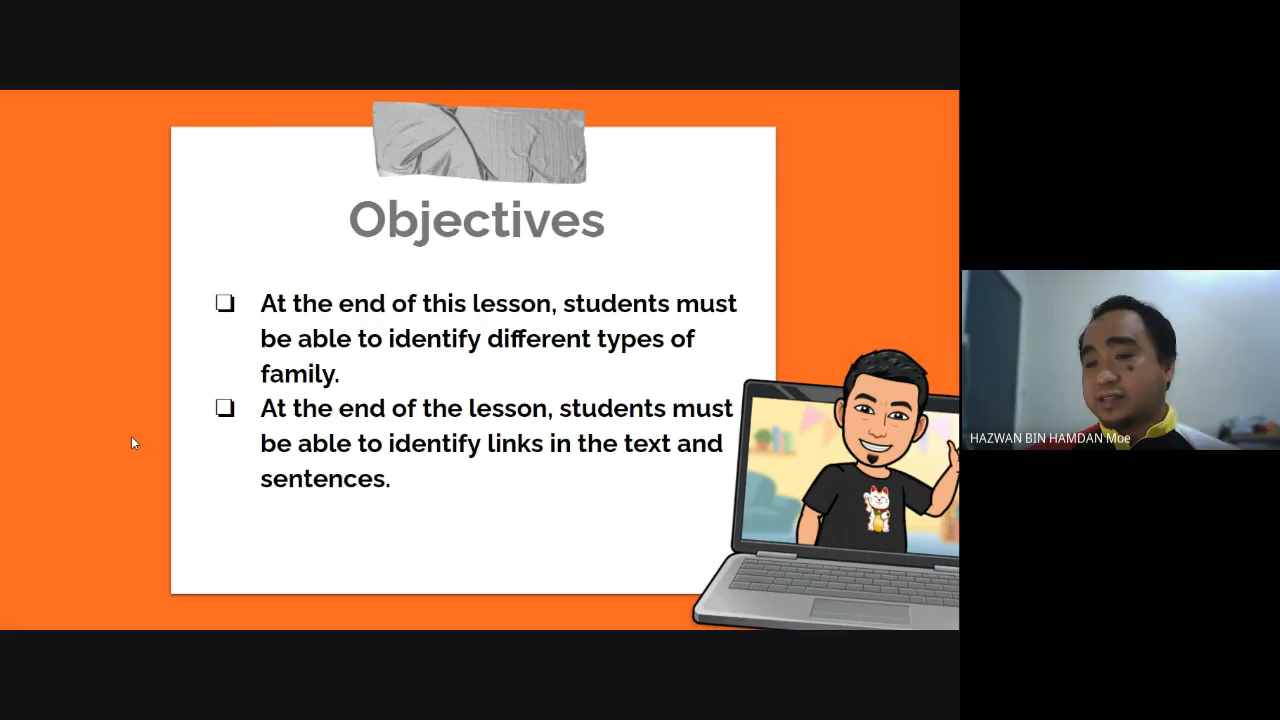 Objectives
❏ At the end of this lesson, students must
be able to identify different types of
family.
❏ At the end of the lesson, students must
be able to identify links in the text and
sentences.
HAZWAN BIN HAMDAN Moe